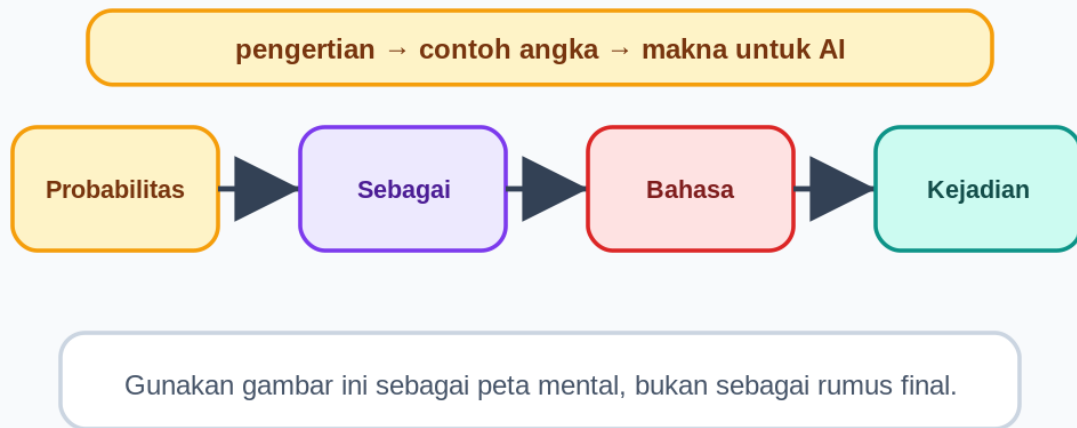 pengertian → contoh angka → makna untuk AI
Probabilitas
Sebagai
Bahasa
Kejadian
Gunakan gambar ini sebagai peta mental, bukan sebagai rumus final.